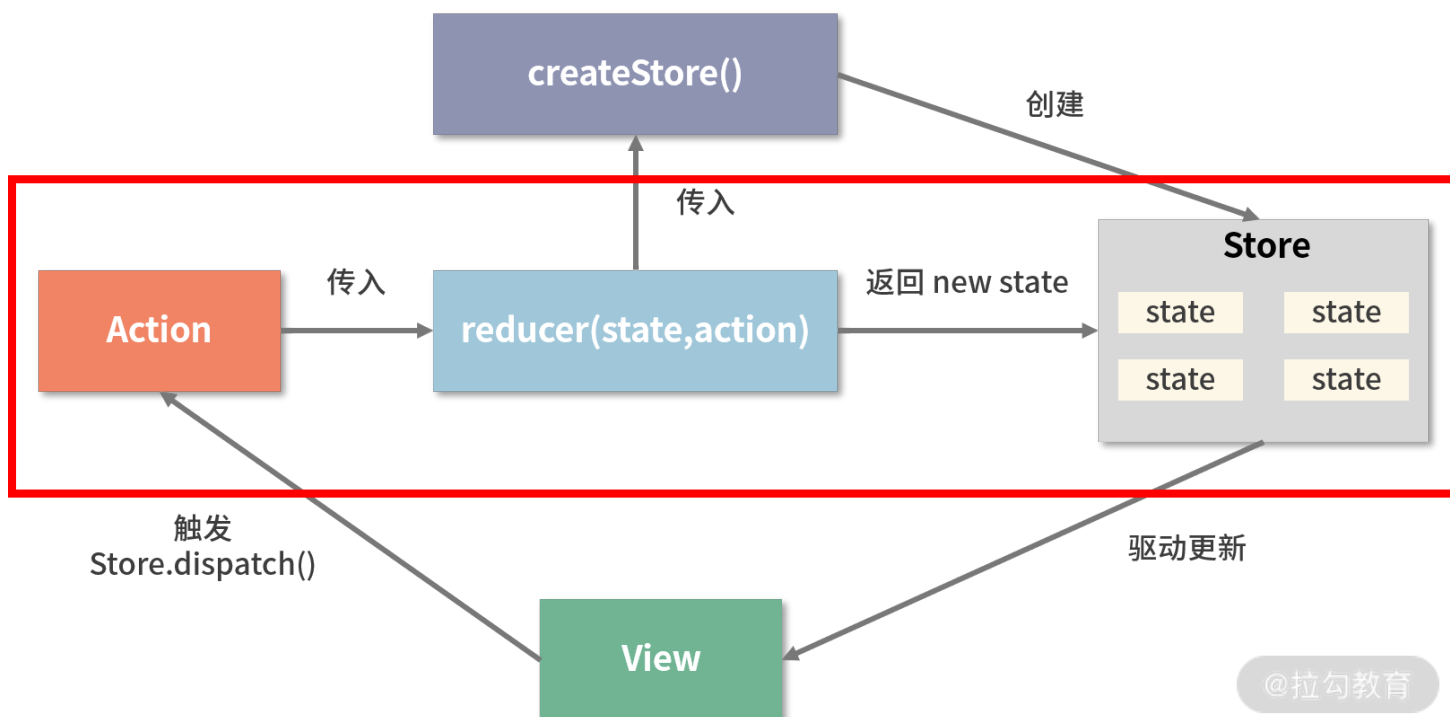 createStore()
创建
传入
Store
Action
传入
reducer(state,action)
返回 new state
state
state
state
state
触发
Store.dispatch()
驱动更新
View
@拉勾教育